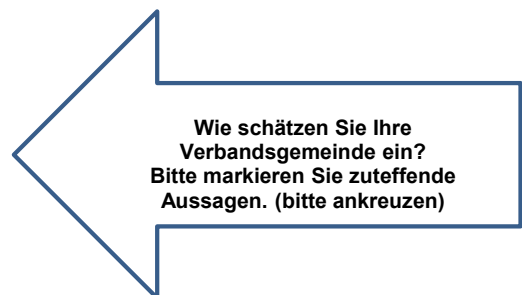 Wie schätzen Sie Ihre
Verbandsgemeinde ein?
Bitte markieren Sie zuteffende
Aussagen. (bitte ankreuzen)